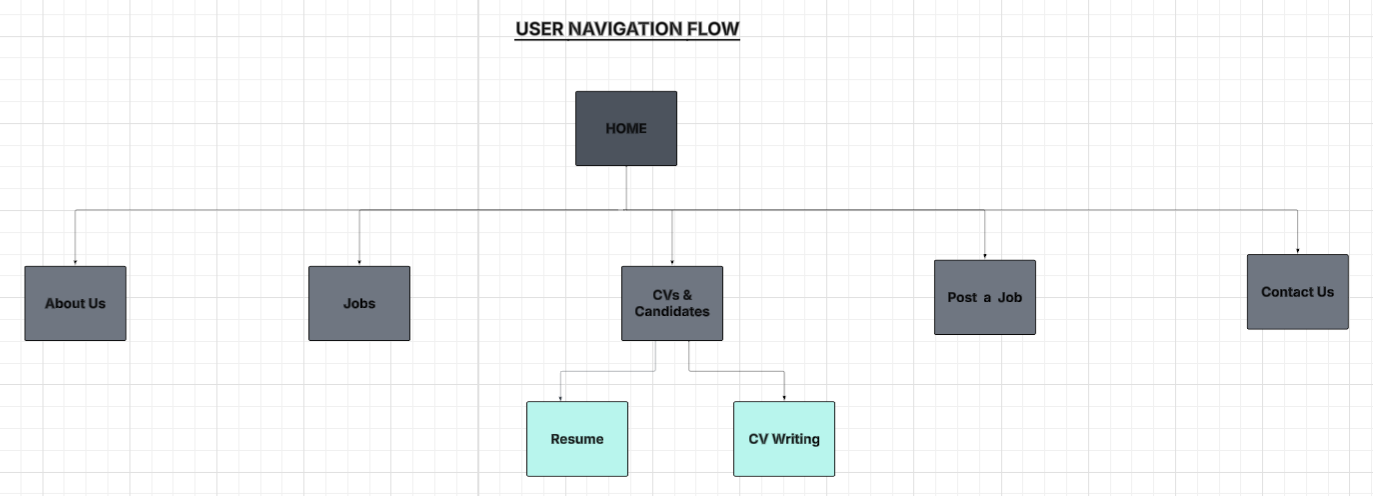 USER NAVIGATION FLOW
HOME
About Us
Jobs
CVs &
Candidates
Post a Job
Contact Us
Resume
CV Writing